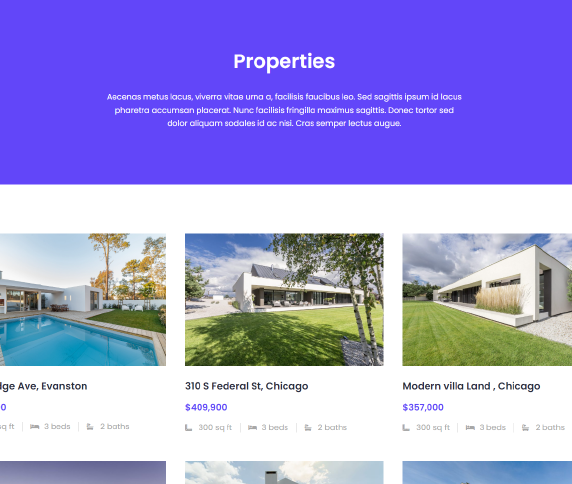 Properties
Aecenas metus lacus, viverra vitae urna a, facilisis faucibus leo. Sed sagittis ipsum id lacus
pharetra accumsan placerat. Nunc facilisis fringilla maximus sagittis. Donec tortor sed
dolor aliquam sodales id ac nisi. Cras semper lectus augue.
Ave, Evanston
310 S Federal St, Chicago
Modern villa Land , Chicago
0
$409,900
$357,000
sq ft 3 beds 2 baths
300 sq ft 3 beds 2 baths
300 sq ft 3 beds 2 baths